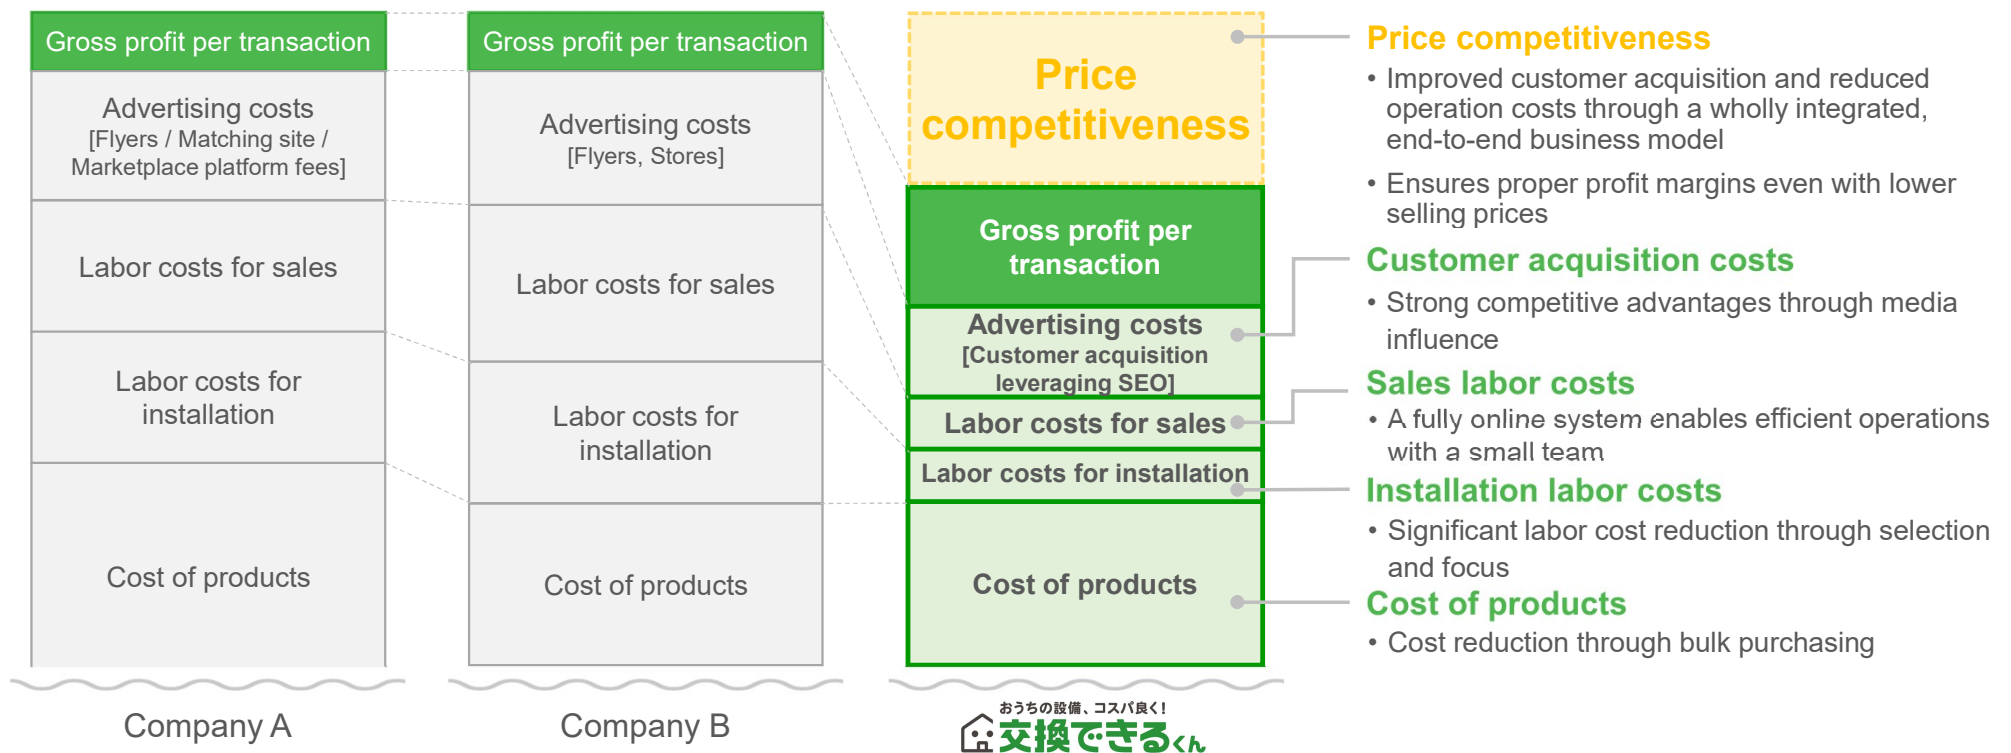 Gross profit per transaction
Advertising costs
[Flyers / Matching site /
Marketplace platform fees]
Labor costs for sales
Labor costs for
installation
Cost of products
Company A
Gross profit per transaction
Advertising costs
[Flyers, Stores]
Labor costs for sales
Labor costs for
installation
Cost of products
Company B
Price
competitiveness
Gross profit per
transaction
Advertising costs
[Customer acquisition
leveraging SEO]
Labor costs for sales
Labor costs for installation
Cost of products
おうちの設備、コスパ良く!
交換できるくん
Price competitiveness
• Improved customer acquisition and reduced
operation costs through a wholly integrated,
end-to-end business model
• Ensures proper profit margins even with lower
selling prices
Customer acquisition costs
• Strong competitive advantages through media
influence
Sales labor costs
• A fully online system enables efficient operations
with a small team
Installation labor costs
• Significant labor cost reduction through selection
and focus
Cost of products
• Cost reduction through bulk purchasing